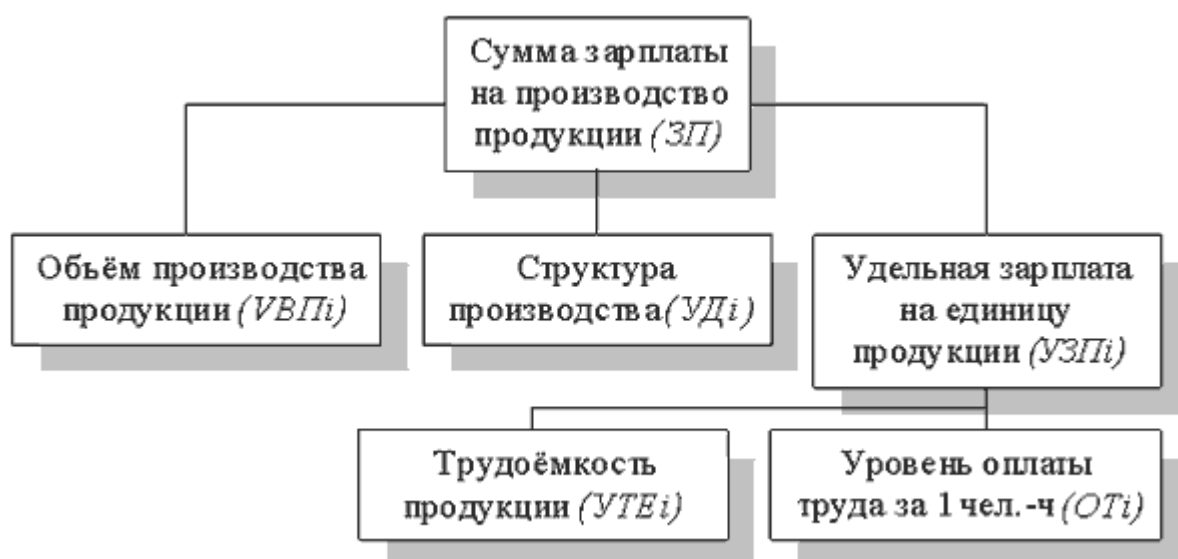 Сумма зарплаты
на производство
продукции (ЗП)
Объём производства
продукции (VВПi)
Структура
производства(УДi)
Удельная зарплата
на единицу
продукции (УЗПi)
Трудоёмкость
продукции (УТЕi)
Уровень оплаты
труда за 1 чел.-ч (ОТi)